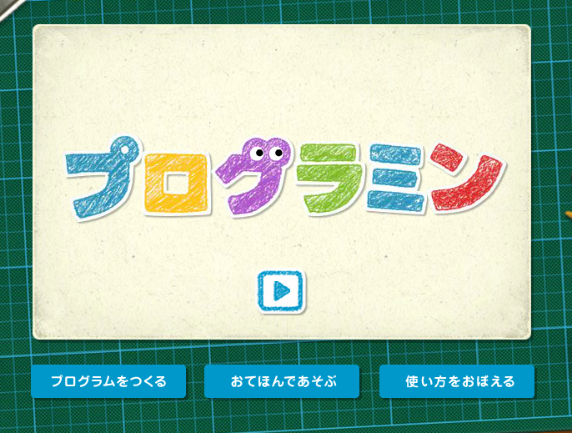 プログラミン
プログラムをつくる
おてほんであそぶ
使い方をおぼえる